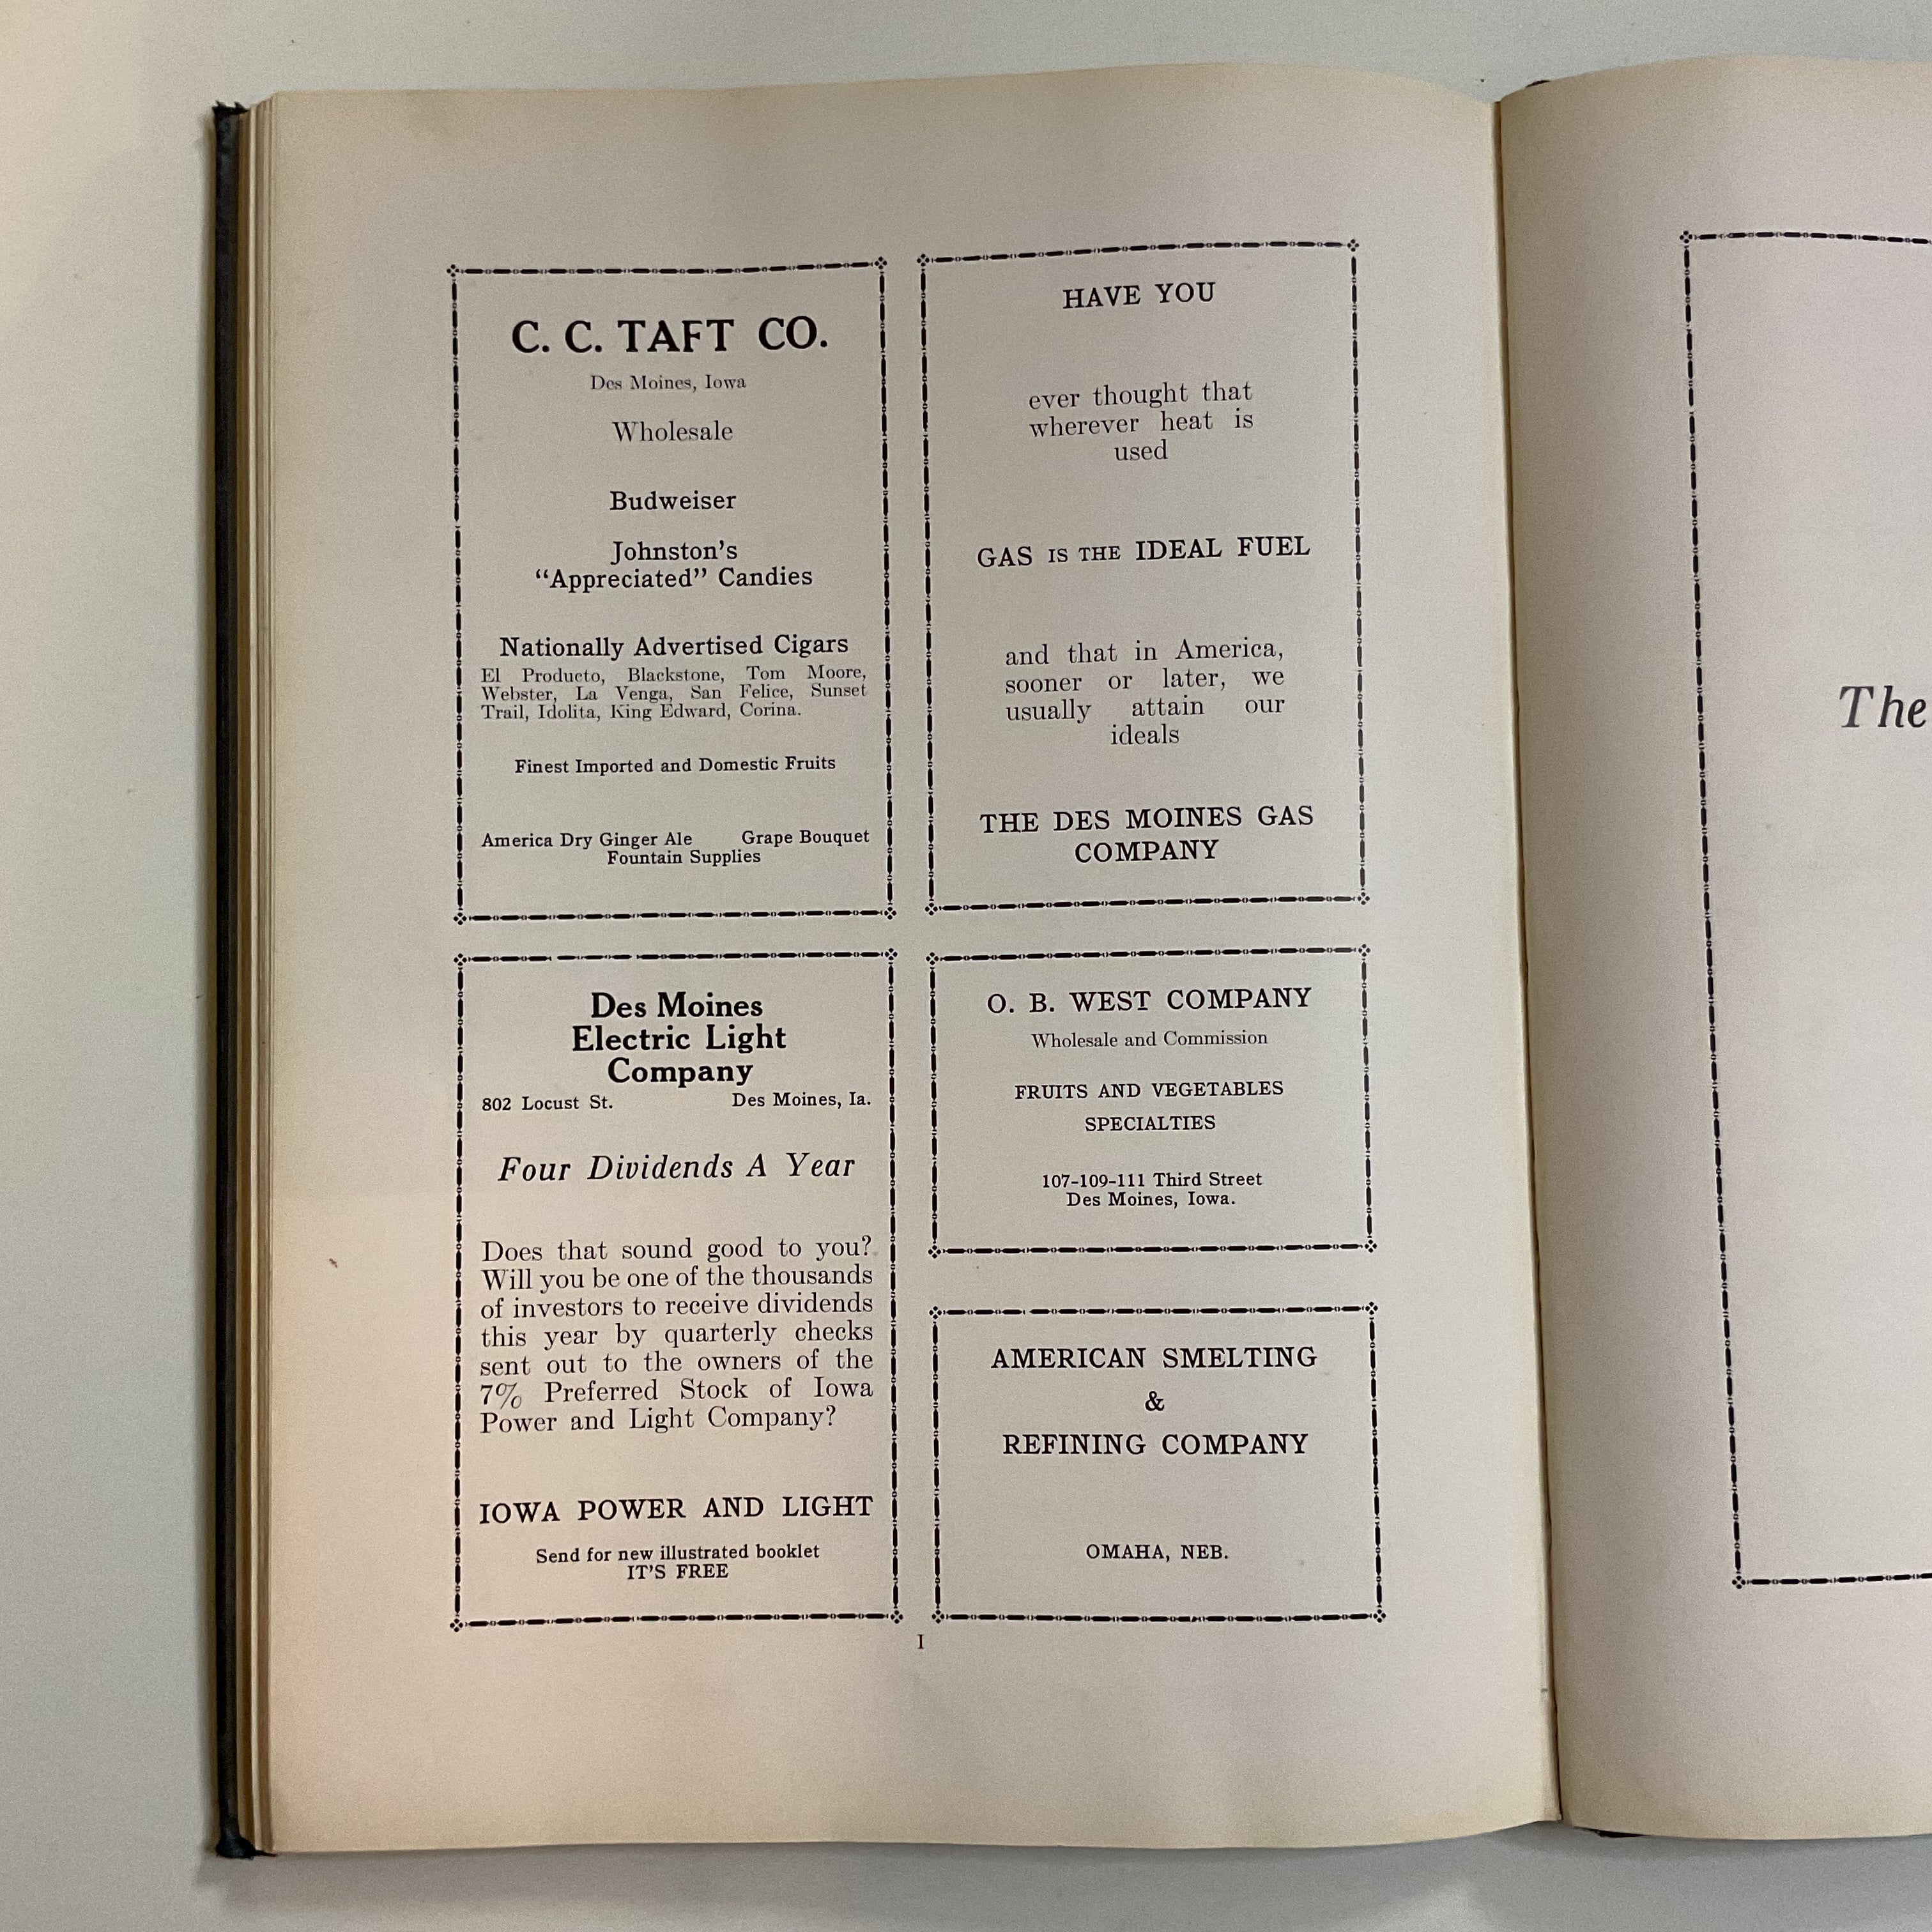 C. C. TAFT CO.
Des Moines, Iowa
Wholesale
Budweiser
Johnston's
"Appreciated" Candies
Nationally Advertised Cigars
El Producto, Blackstone, Tom Moore,
Webster, La Venga, San Felice, Sunset
Trail, Idolita, King Edward, Corina.
Finest Imported and Domestic Fruits
America Dry Ginger Ale Grape Bouquet
Fountain Supplies
Des Moines
Electric Light
Company
802 Locust St. Des Moines, Ia.
Four Dividends A Year
Does that sound good to you?
Will you be one of the thousands
of investors to receive dividends
this year by quarterly checks
sent out to the owners of the
7% Preferred Stock of Iowa
Power and Light Company?
IOWA POWER AND LIGHT
Send for new illustrated booklet
IT'S FREE
HAVE YOU
ever thought that
wherever heat is
used
GAS IS THE IDEAL FUEL
and that in America,
sooner or later, we
usually attain our
ideals
THE DES MOINES GAS
COMPANY
O. B. WEST COMPANY
Wholesale and Commission
FRUITS AND VEGETABLES
SPECIALTIES
107-109-111 Third Street
Des Moines, Iowa.
AMERICAN SMELTING
&
REFINING COMPANY
OMAHA, NEB.
I
The